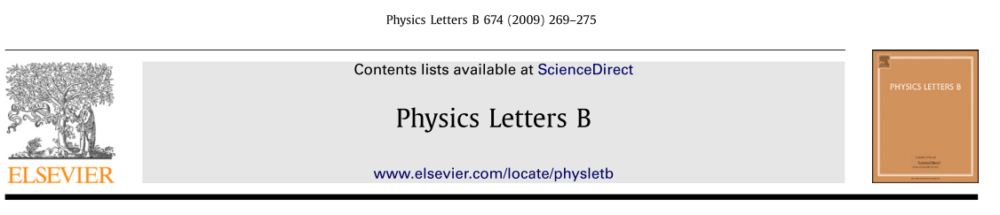 Physics Letters B 674 (2009) 269–275
Contents lists available at ScienceDirect
Physics Letters B
www.elsevier.com/locate/physletb
ELSEVIER
PHYSICS LETTERS B
ScienceDirect